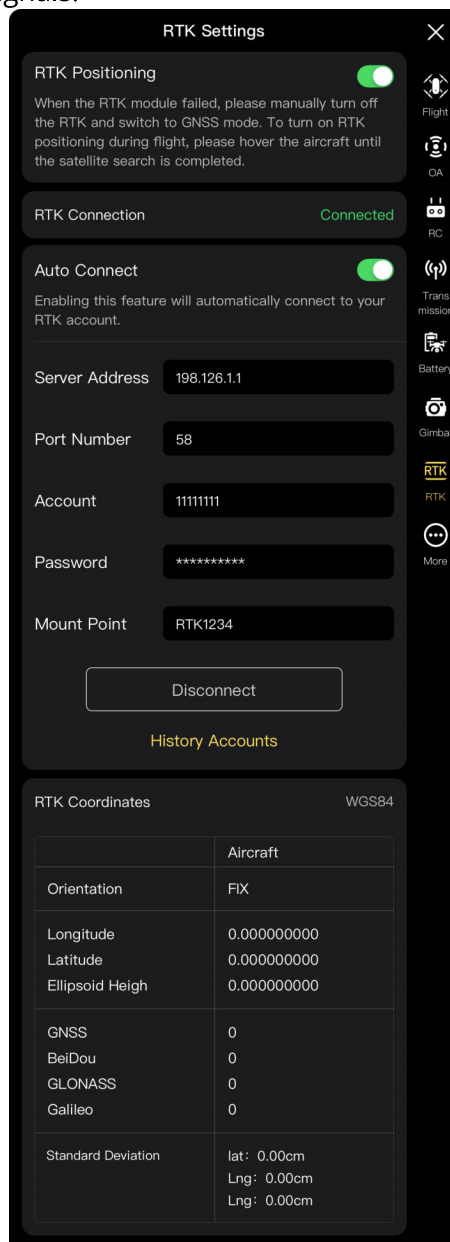 RTK Settings
RTK Positioning
When the RTK module failed, please manually turn off
the RTK and switch to GNSS mode. To turn on RTK
positioning during flight, please hover the aircraft until
the satellite search is completed.
RTK Connection Connected
Auto Connect
Enabling this feature will automatically connect to your
RTK account.
Server Address 198.126.1.1
Port Number 58
Account 11111111
Password **********
Mount Point RTK1234
Disconnect
History Accounts
RTK Coordinates WGS84
Aircraft
Orientation FIX
Longitude 0.000000000
Latitude 0.000000000
Ellipsoid Heigh 0.000000000
GNSS 0
BeiDou 0
GLONASS 0
Galileo 0
Standard Deviation lat: 0.00cm
Lng: 0.00cm
Lng: 0.00cm
Flight
OA
RC
Trans
mission
Battery
Gimba
RTK
RTK
More